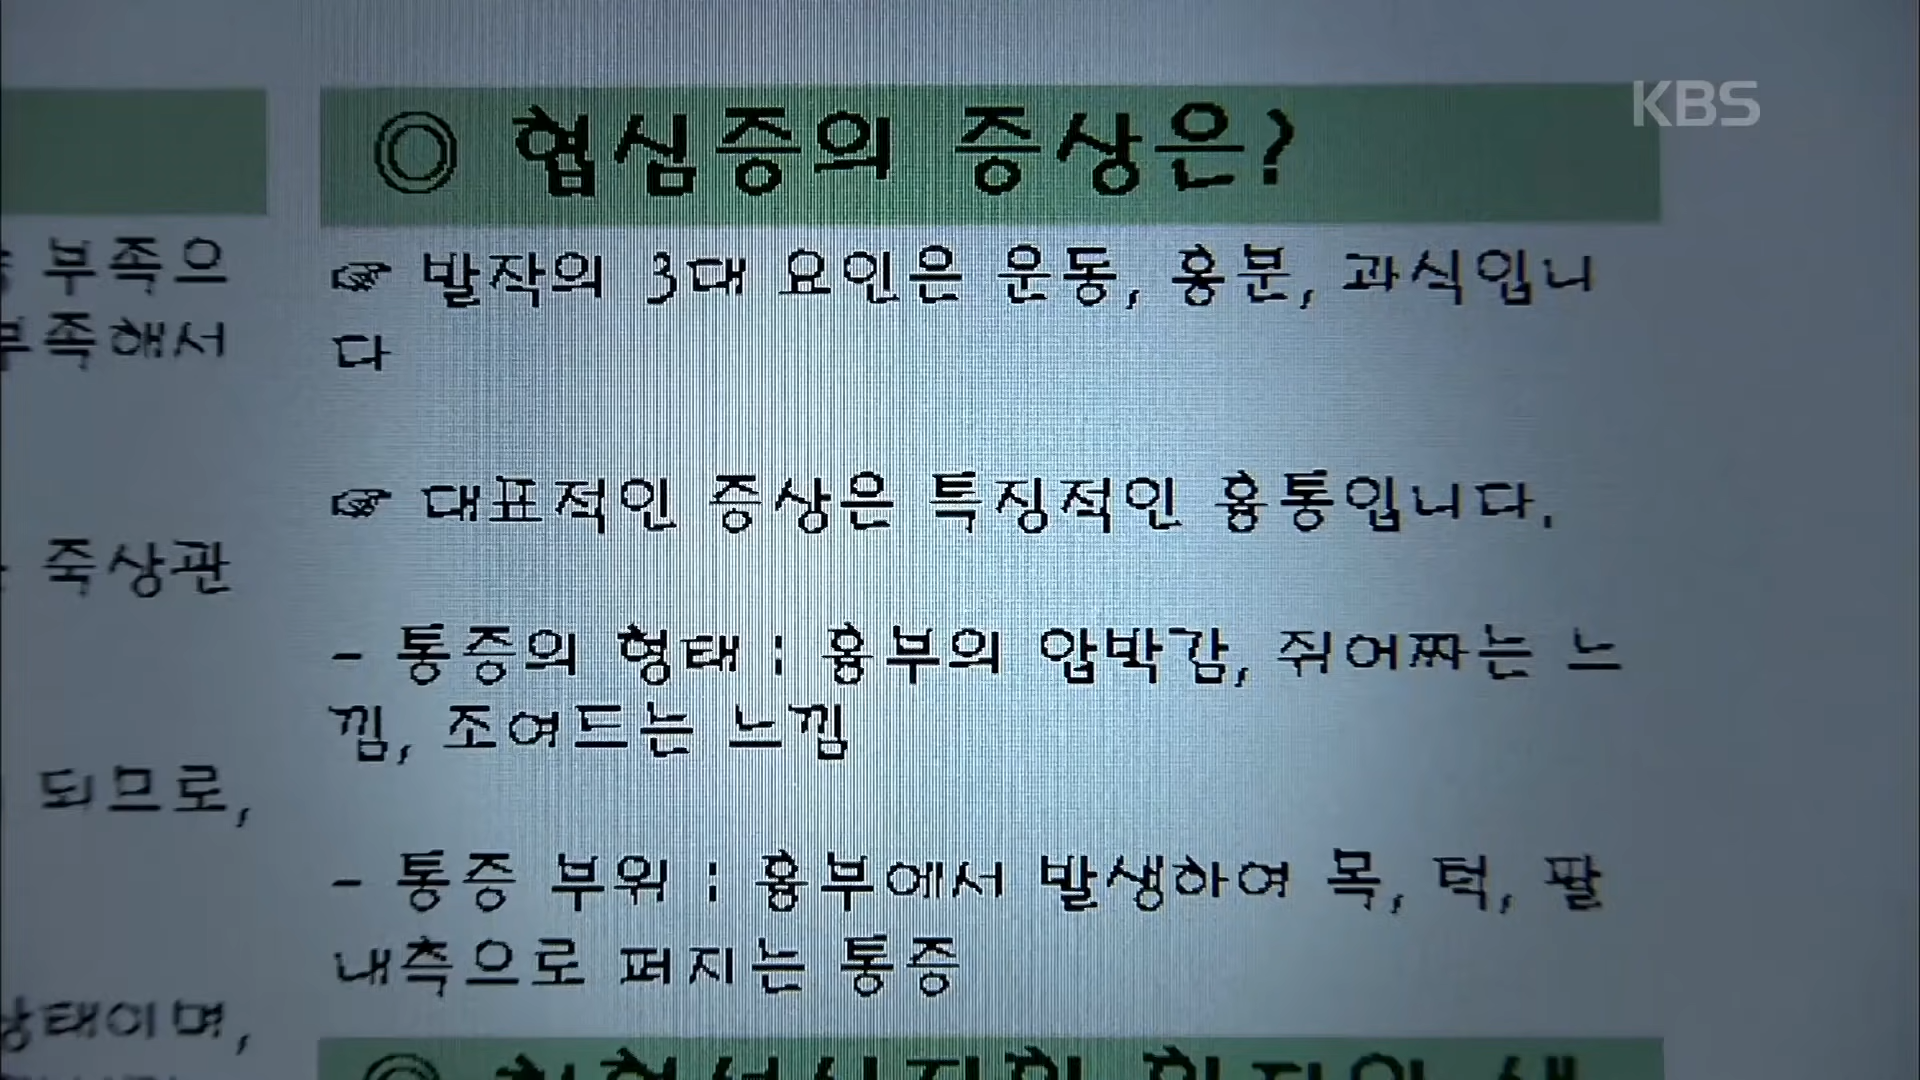 KBS
◎ 협심증의 증상은?
☞ 발작의 3대 요인은 운동, 흥분, 과식입니
다
☞ 대표적인 증상은 특징적인 흉통입니다.
- 통증의 형태 : 흉부의 압박감, 쥐어짜는 느
낌, 조여드는 느낌
- 통증 부위 : 흉부에서 발생하여 목, 턱, 팔
내측으로 퍼지는 통증
부족으
부족해서
죽상관
되므로,
상태이며,